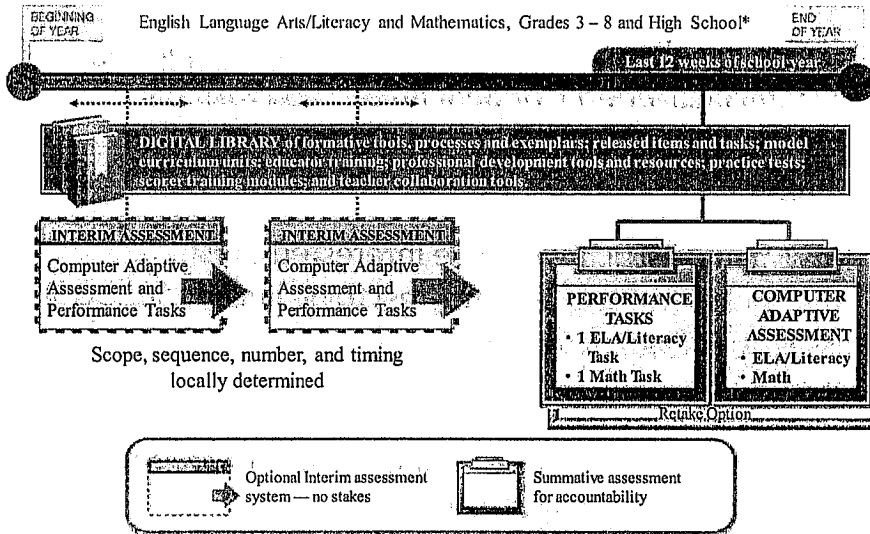 BEGINNING
OF YEAR
English Language Arts/Literacy and Mathematics, Grades 3 – 8 and High School*
END
OF YEAR
Last 12 weeks of school year
DIGITAL LIBRARY of formative tools, processes and exemplars; released items and tasks; model
curriculum units; educator training; professional development tools and resources; practice tests;
scorer training modules; and teacher collaboration tools.
INTERIM ASSESSMENT
Computer Adaptive
Assessment and
Performance Tasks
INTERIM ASSESSMENT
Computer Adaptive
Assessment and
Performance Tasks
Scope, sequence, number, and timing
locally determined
PERFORMANCE
TASKS
• 1 ELA/Literacy
Task
• 1 Math Task
COMPUTER
ADAPTIVE
ASSESSMENT
• ELA/Literacy
• Math
Retake Option
Optional Interim assessment
system — no stakes
Summative assessment
for accountability